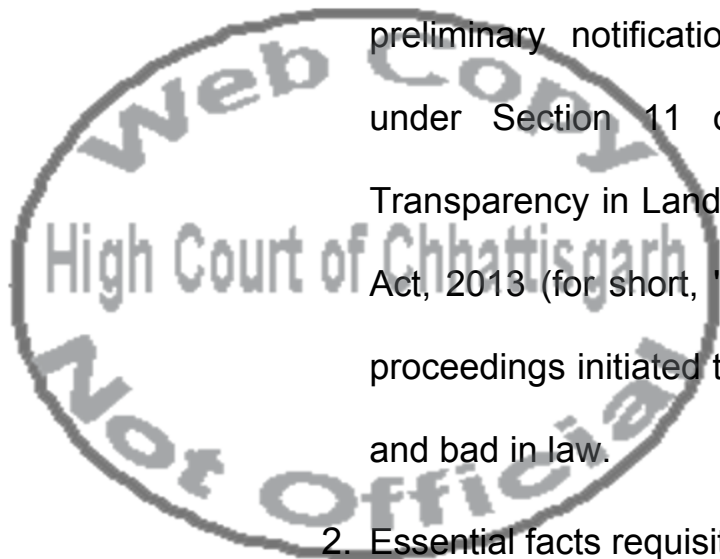 preliminary notificatio
Web Copy
under Section 11 o
Transparency in Land
High Court of Chhattisgarh
Act, 2013 (for short, '
proceedings initiated t
and bad in law.
Not Official
2. Essential facts requisit